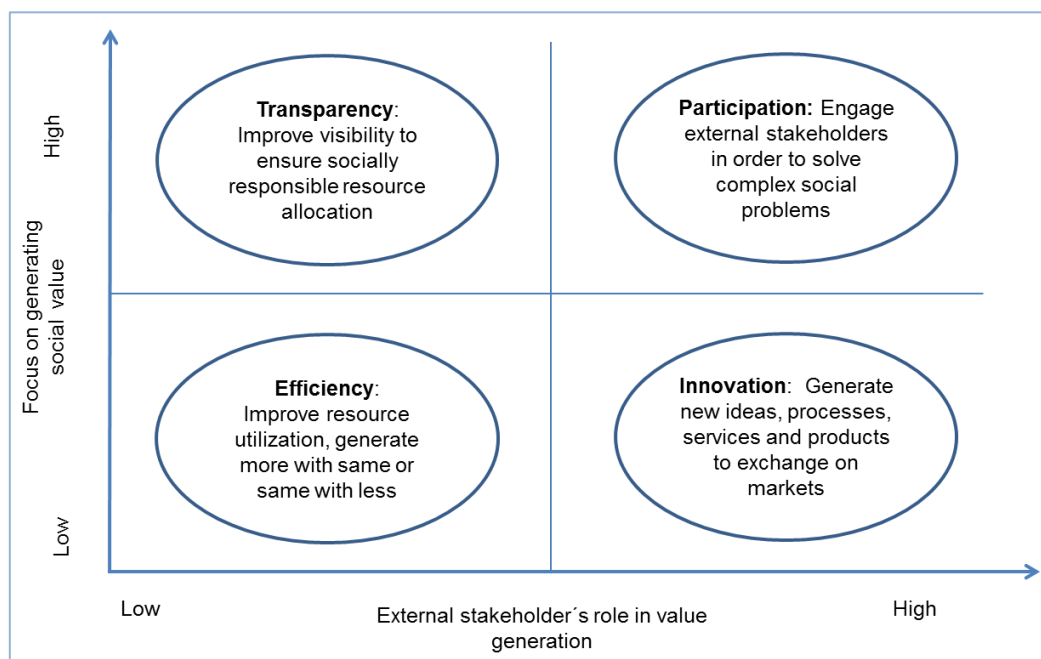 High
Low
Focus on generating
social value
Transparency:
Improve visibility to
ensure socially
responsible resource
allocation
Participation: Engage
external stakeholders
in order to solve
complex social
problems
Efficiency:
Improve resource
utilization, generate
more with same or
same with less
Innovation: Generate
new ideas, processes,
services and products
to exchange on
markets
Low
High
External stakeholder´s role in value
generation